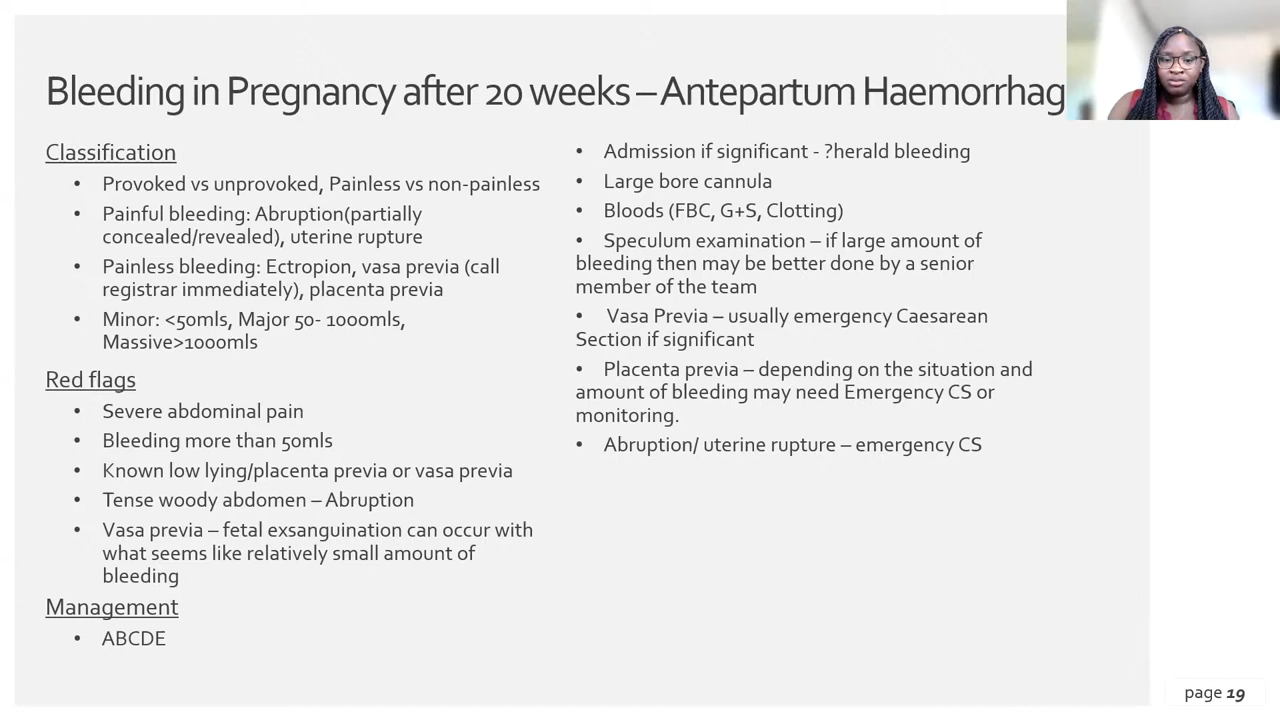 Bleeding in Pregnancy after 20 weeks – Antepartum Haemorrhag
Classification
• Provoked vs unprovoked, Painless vs non-painless
• Painful bleeding: Abruption(partially
concealed/revealed), uterine rupture
• Painless bleeding: Ectropion, vasa previa (call
registrar immediately), placenta previa
• Minor: <50mls, Major 50- 1000mls,
Massive>1000mls
Red flags
• Severe abdominal pain
• Bleeding more than 50mls
• Known low lying/placenta previa or vasa previa
• Tense woody abdomen – Abruption
• Vasa previa – fetal exsanguination can occur with
what seems like relatively small amount of
bleeding
Management
• ABCDE
• Admission if significant - ?herald bleeding
• Large bore cannula
• Bloods (FBC, G+S, Clotting)
• Speculum examination – if large amount of
bleeding then may be better done by a senior
member of the team
• Vasa Previa – usually emergency Caesarean
Section if significant
• Placenta previa – depending on the situation and
amount of bleeding may need Emergency CS or
monitoring.
• Abruption/ uterine rupture – emergency CS
page 19